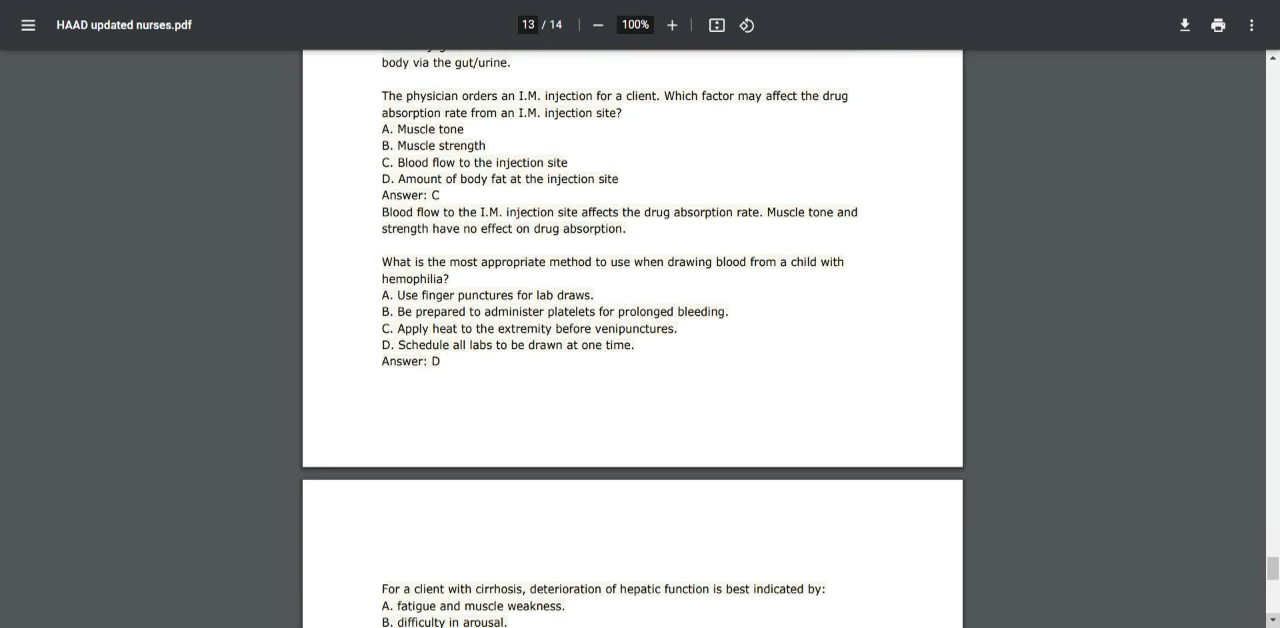 HAAD updated nurses.pdf
13 / 14
100%
body via the gut/urine.
The physician orders an I.M. injection for a client. Which factor may affect the drug
absorption rate from an I.M. injection site?
A. Muscle tone
B. Muscle strength
C. Blood flow to the injection site
D. Amount of body fat at the injection site
Answer: C
Blood flow to the I.M. injection site affects the drug absorption rate. Muscle tone and
strength have no effect on drug absorption.
What is the most appropriate method to use when drawing blood from a child with
hemophilia?
A. Use finger punctures for lab draws.
B. Be prepared to administer platelets for prolonged bleeding.
C. Apply heat to the extremity before venipunctures.
D. Schedule all labs to be drawn at one time.
Answer: D
For a client with cirrhosis, deterioration of hepatic function is best indicated by:
A. fatigue and muscle weakness.
B. difficulty in arousal.